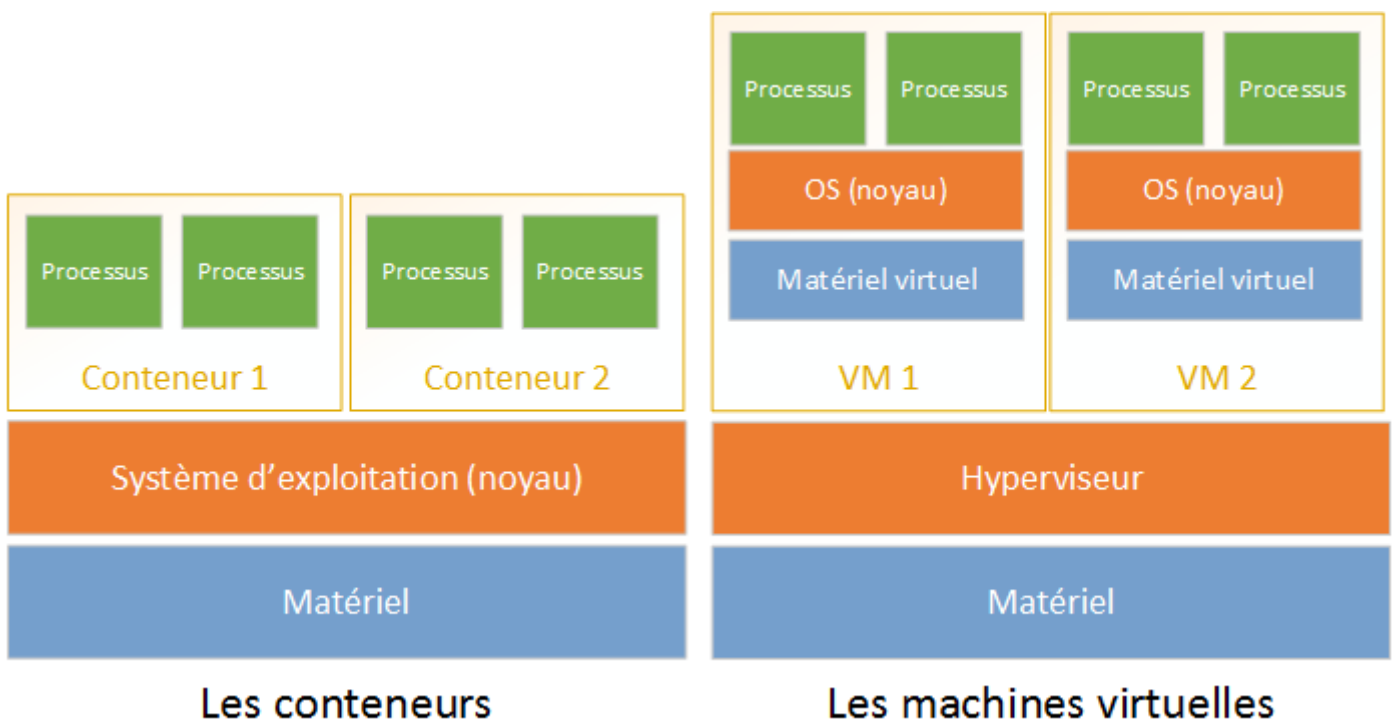 Processus Processus
Conteneur 1
Processus Processus
Conteneur 2
Système d’exploitation (noyau)
Matériel
Les conteneurs
Processus Processus
OS (noyau)
Matériel virtuel
VM 1
Processus Processus
OS (noyau)
Matériel virtuel
VM 2
Hyperviseur
Matériel
Les machines virtuelles